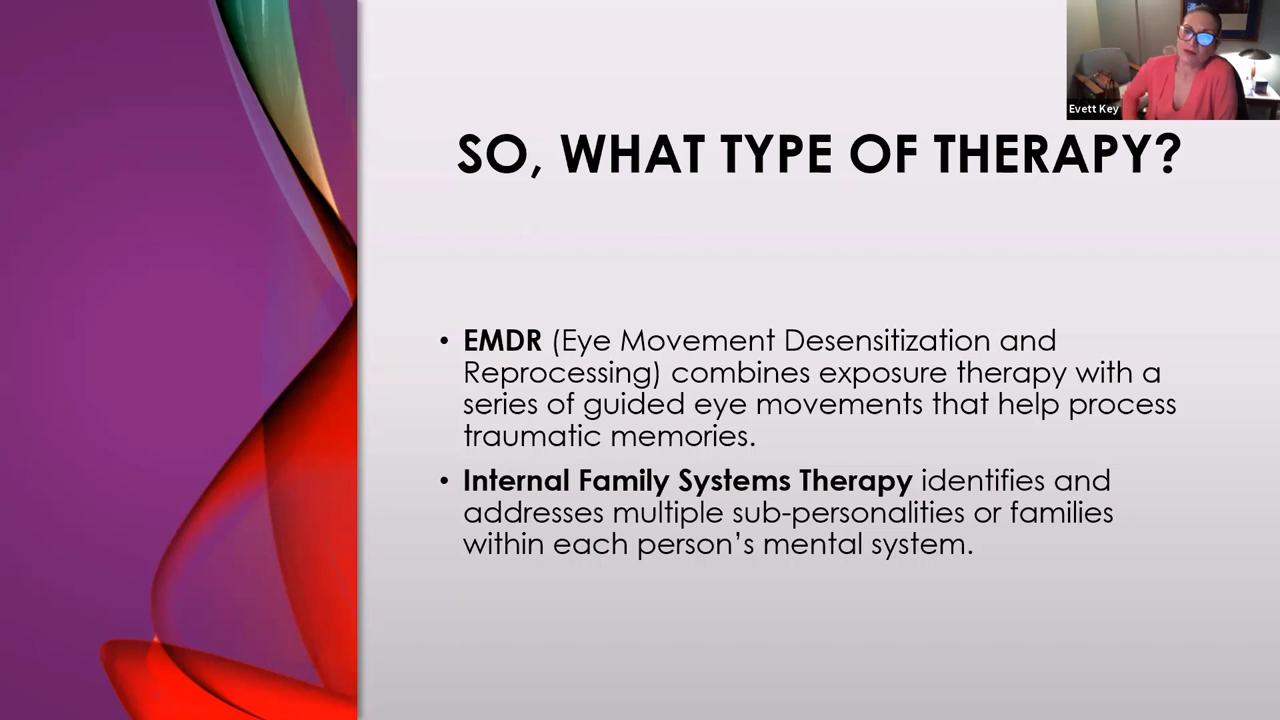 Evett Key
SO, WHAT TYPE OF THERAPY?
• EMDR (Eye Movement Desensitization and
Reprocessing) combines exposure therapy with a
series of guided eye movements that help process
traumatic memories.
• Internal Family Systems Therapy identifies and
addresses multiple sub-personalities or families
within each person’s mental system.